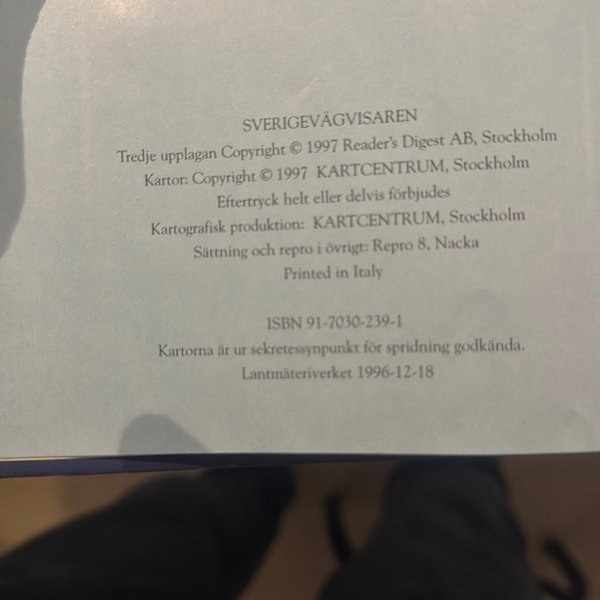 SVERIGEVÄGVISAREN
Tredje upplagan Copyright © 1997 Reader's Digest AB, Stockholm
Kartor: Copyright © 1997 KARTCENTRUM, Stockholm
Eftertryck helt eller delvis förbjudes
Kartografisk produktion: KARTCENTRUM, Stockholm
Sättning och repro i övrigt: Repro 8, Nacka
Printed in Italy
ISBN 91-7030-239-1
Kartorna är ur sekretessynpunkt för spridning godkända.
Lantmäteriverket 1996-12-18